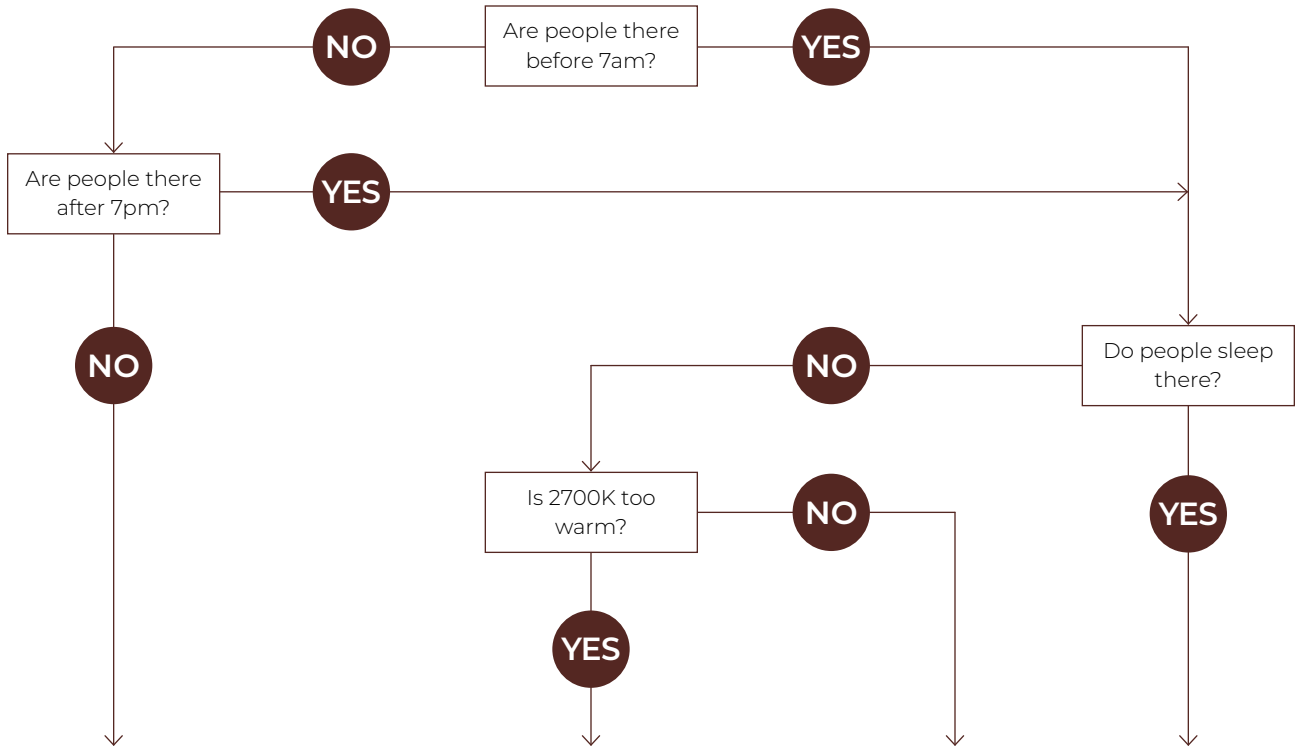 NO
Are people there
before 7am?
YES
Are people there
after 7pm?
YES
NO
NO
Do people sleep
there?
Is 2700K too
warm?
NO
YES
YES